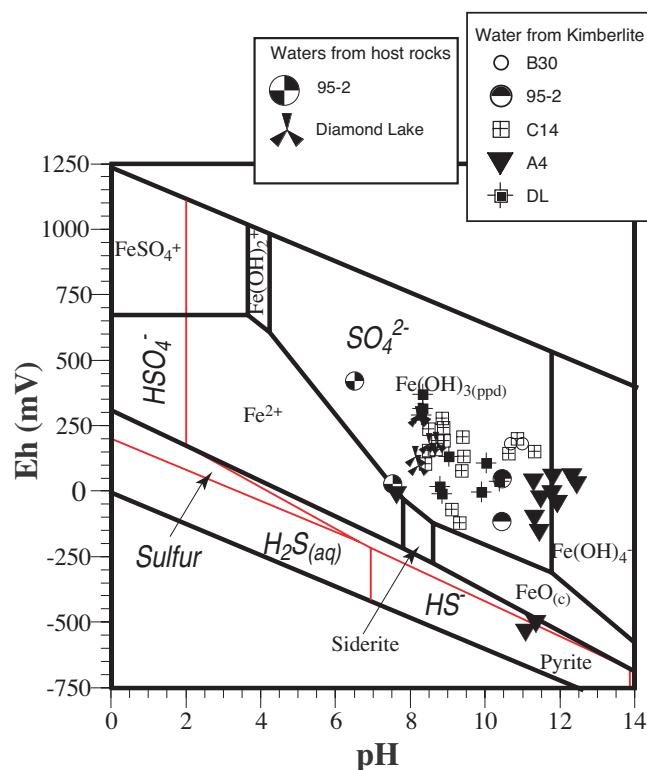 Waters from host rocks
95-2
Diamond Lake
Water from Kimberlite
B30
95-2
C14
A4
DL
1250
1000
750
500
250
0
-250
-500
-750
Eh (mV)
FeSO₄⁺
Fe(OH)₂⁺
SO₄²⁻
HSO₄⁻
Fe²⁺
Fe(OH)₃(ppd)
Fe(OH)₄⁻
Sulfur
H₂S(aq)
HS⁻
FeO(c)
Siderite
Pyrite
0 2 4 6 8 10 12 14
pH